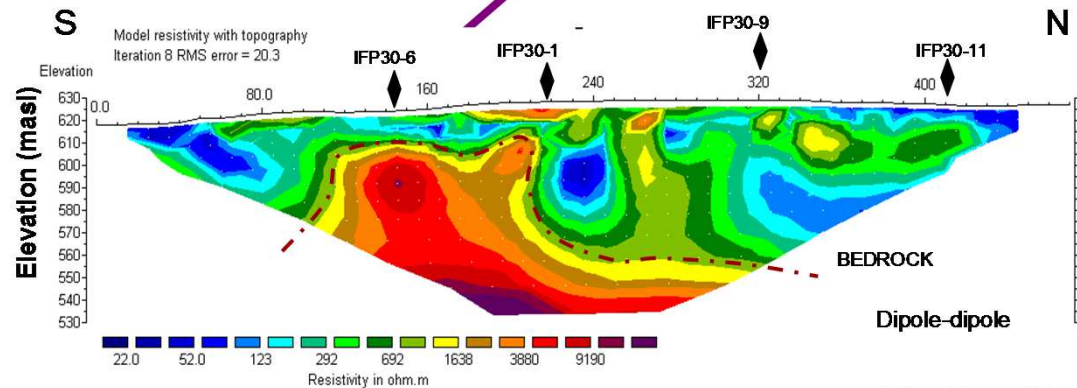 S
N
Model resistivity with topography
Iteration 8 RMS error = 20.3
IFP30-6
IFP30-1
IFP30-9
IFP30-11
Elevation
0.0 80.0 160 240 320 400
Elevation (masl)
630
620
610
600
590
580
570
560
550
540
530
BEDROCK
Dipole-dipole
22.0 52.0 123 292 692 1638 3880 9190
Resistivity in ohm.m